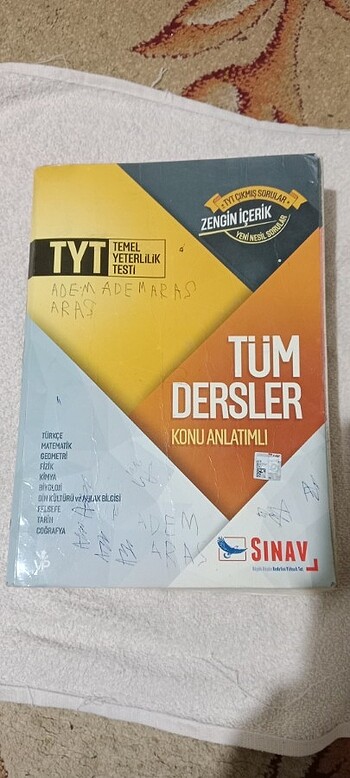 TYT ÇIKMIŞ SORULAR
ZENGİN İÇERİK
YENİ NESİL SORULAR
TYT
TEMEL
YETERLİLİK
TESTİ
ADEM ADEM ARAS
ARAS
TÜM
DERSLER
KONU ANLATIMLI
TÜRKÇE
MATEMATİK
GEOMETRİ
FİZİK
KİMYA
BİYOLOJİ
DİN KÜLTÜRÜ ve AHLAK BİLGİSİ
FELSEFE
TARİH
COĞRAFYA
SINAV